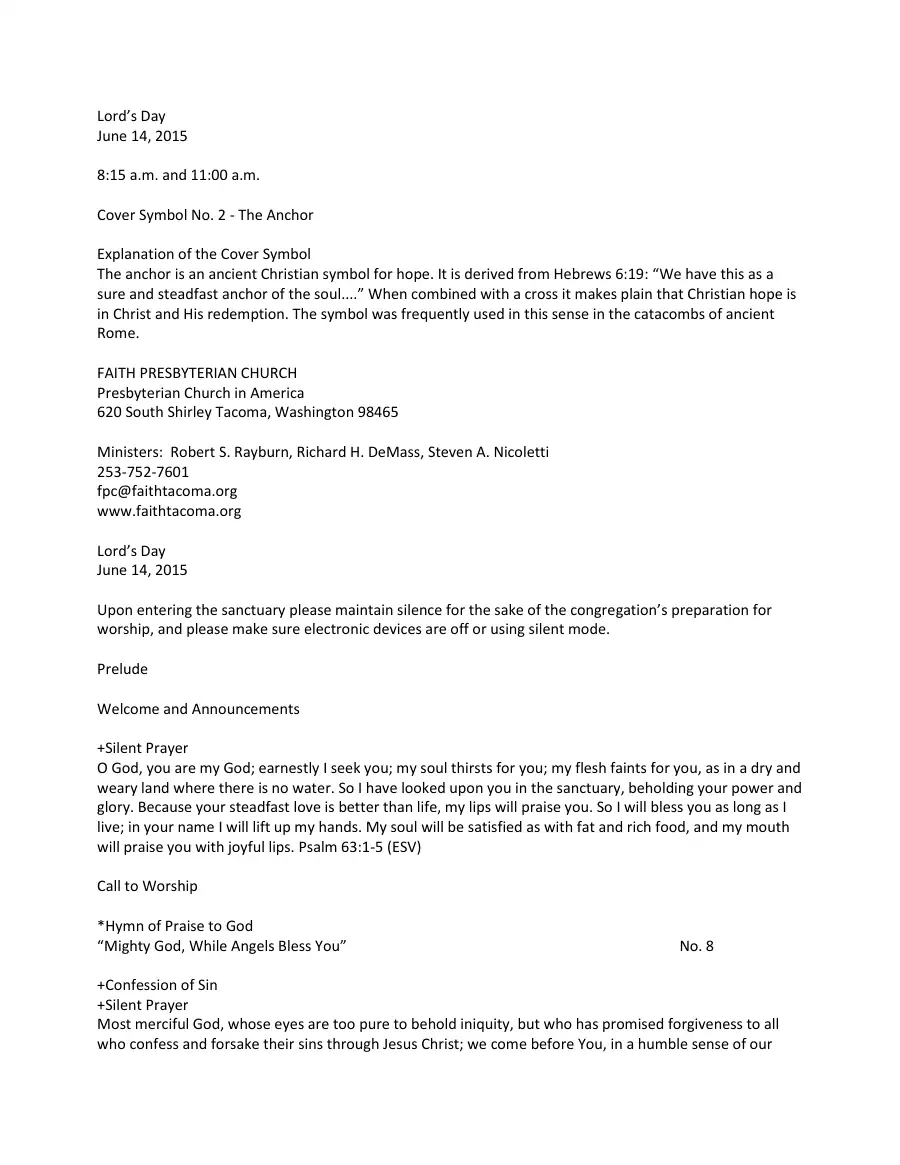 Lord’s Day
June 14, 2015
8:15 a.m. and 11:00 a.m.
Cover Symbol No. 2 - The Anchor
Explanation of the Cover Symbol
The anchor is an ancient Christian symbol for hope. It is derived from Hebrews 6:19: “We have this as a
sure and steadfast anchor of the soul....” When combined with a cross it makes plain that Christian hope is
in Christ and His redemption. The symbol was frequently used in this sense in the catacombs of ancient
Rome.
FAITH PRESBYTERIAN CHURCH
Presbyterian Church in America
620 South Shirley Tacoma, Washington 98465
Ministers:  Robert S. Rayburn, Richard H. DeMass, Steven A. Nicoletti
253-752-7601
fpc@faithtacoma.org
www.faithtacoma.org
Lord’s Day
June 14, 2015
Upon entering the sanctuary please maintain silence for the sake of the congregation’s preparation for
worship, and please make sure electronic devices are off or using silent mode.
Prelude
Welcome and Announcements
+Silent Prayer
O God, you are my God; earnestly I seek you; my soul thirsts for you; my flesh faints for you, as in a dry and
weary land where there is no water. So I have looked upon you in the sanctuary, beholding your power and
glory. Because your steadfast love is better than life, my lips will praise you. So I will bless you as long as I
live; in your name I will lift up my hands. My soul will be satisfied as with fat and rich food, and my mouth
will praise you with joyful lips. Psalm 63:1-5 (ESV)
Call to Worship
*Hymn of Praise to God
“Mighty God, While Angels Bless You” No. 8
+Confession of Sin
+Silent Prayer
Most merciful God, whose eyes are too pure to behold iniquity, but who has promised forgiveness to all
who confess and forsake their sins through Jesus Christ; we come before You, in a humble sense of our